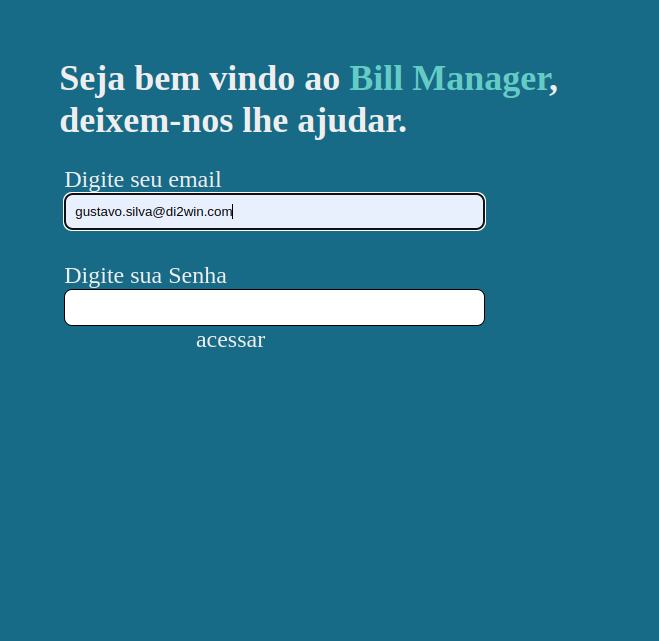 Seja bem vindo ao Bill Manager,
deixem-nos lhe ajudar.
Digite seu email
gustavo.silva@di2win.com
Digite sua Senha
acessar